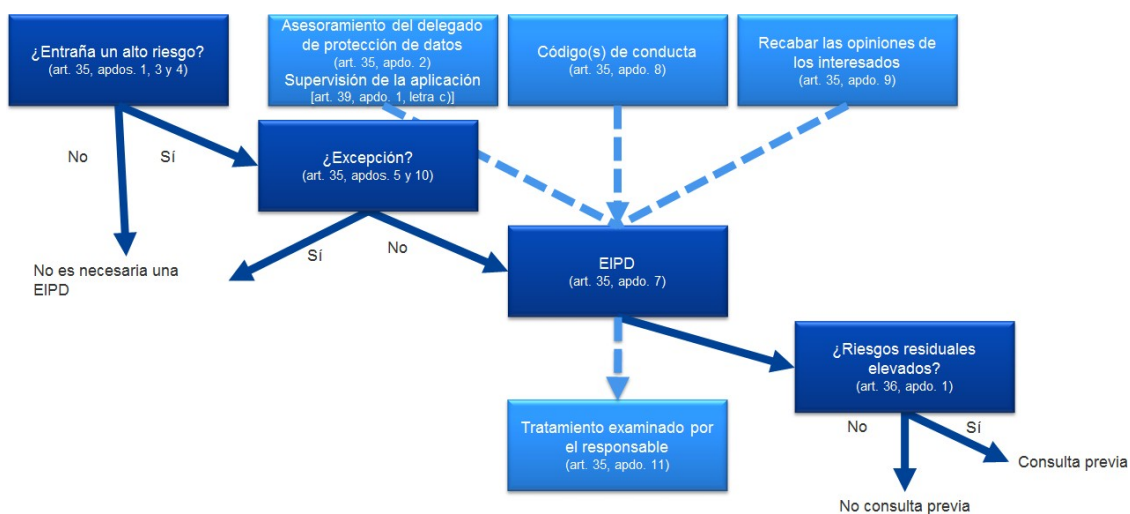 ¿Entraña un alto riesgo?
(art. 35, apdos. 1, 3 y 4)
Asesoramiento del delegado
de protección de datos
(art. 35, apdo. 2)
Supervisión de la aplicación
[art. 39, apdo. 1, letra c)]
Código(s) de conducta
(art. 35, apdo. 8)
Recabar las opiniones de
los interesados
(art. 35, apdo. 9)
No
Sí
¿Excepción?
(art. 35, apdos. 5 y 10)
No es necesaria una
EIPD
Sí
No
EIPD
(art. 35, apdo. 7)
¿Riesgos residuales
elevados?
(art. 36, apdo. 1)
Tratamiento examinado por
el responsable
(art. 35, apdo. 11)
No
Sí
Consulta previa
No consulta previa